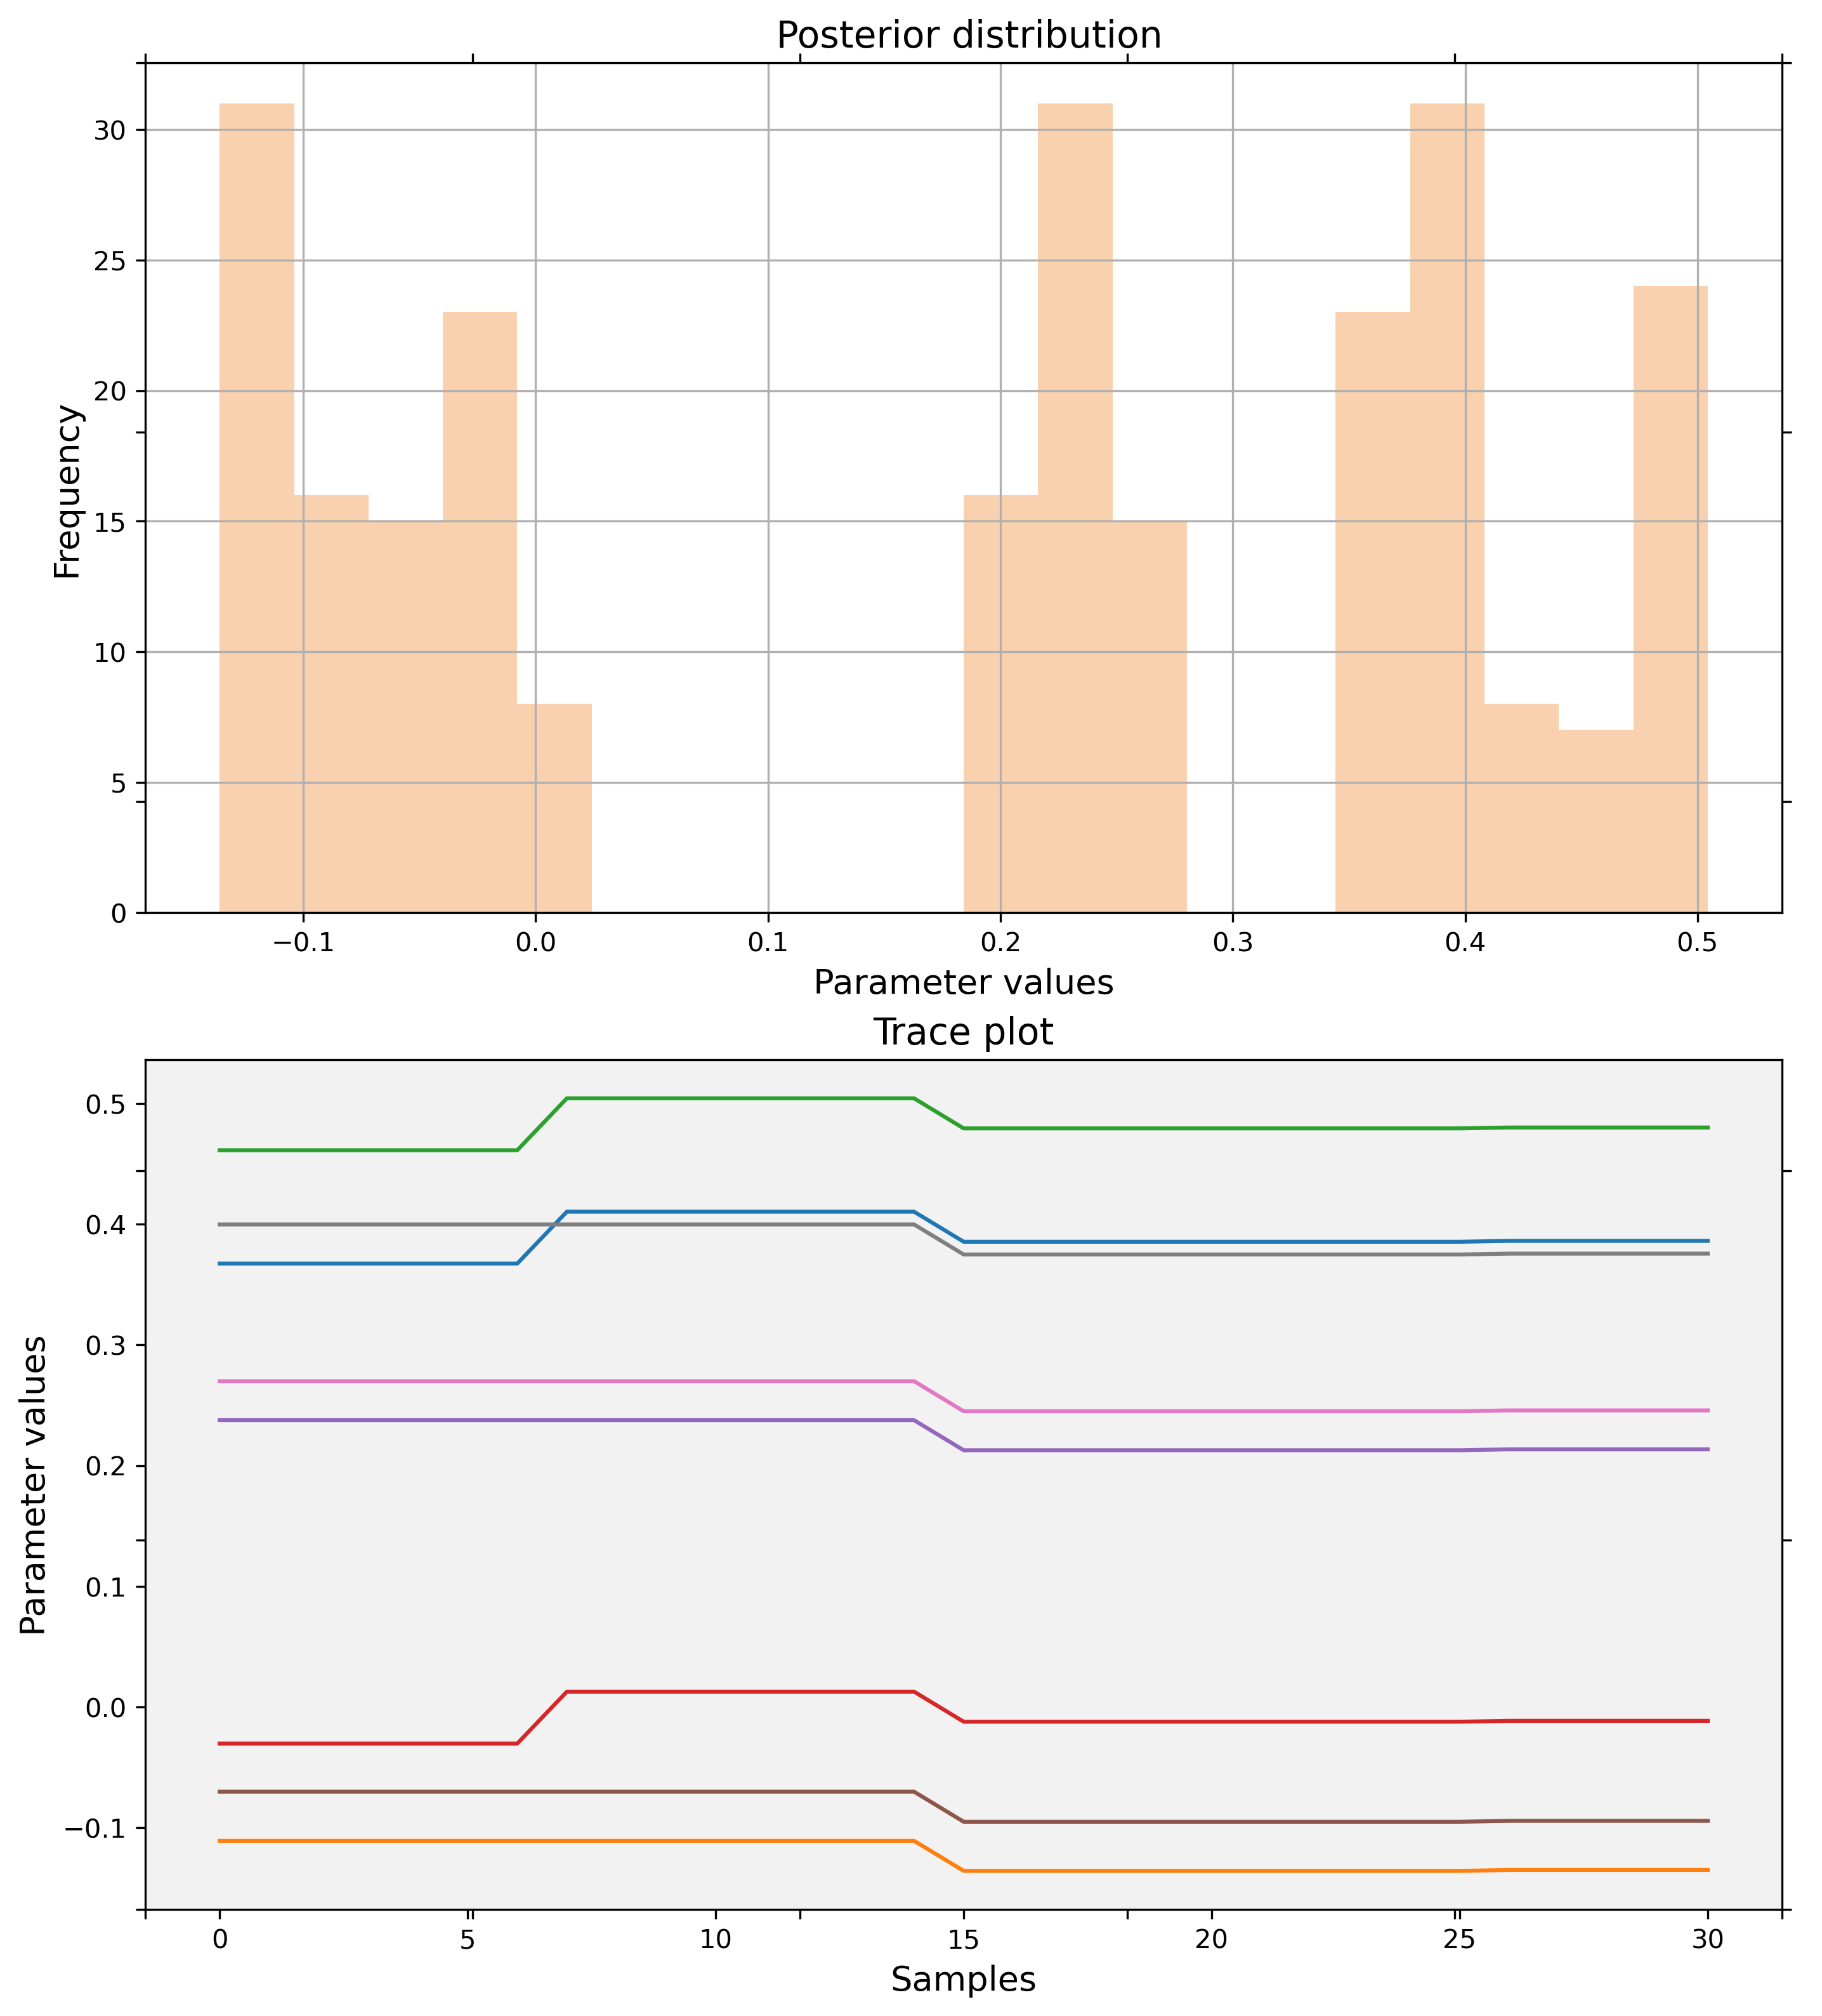 Posterior distribution
30
25
20
15
10
5
0
Frequency
−0.1 0.0 0.1 0.2 0.3 0.4 0.5
Parameter values
Trace plot
0.5
0.4
0.3
0.2
0.1
0.0
−0.1
Parameter values
0 5 10 15 20 25 30
Samples